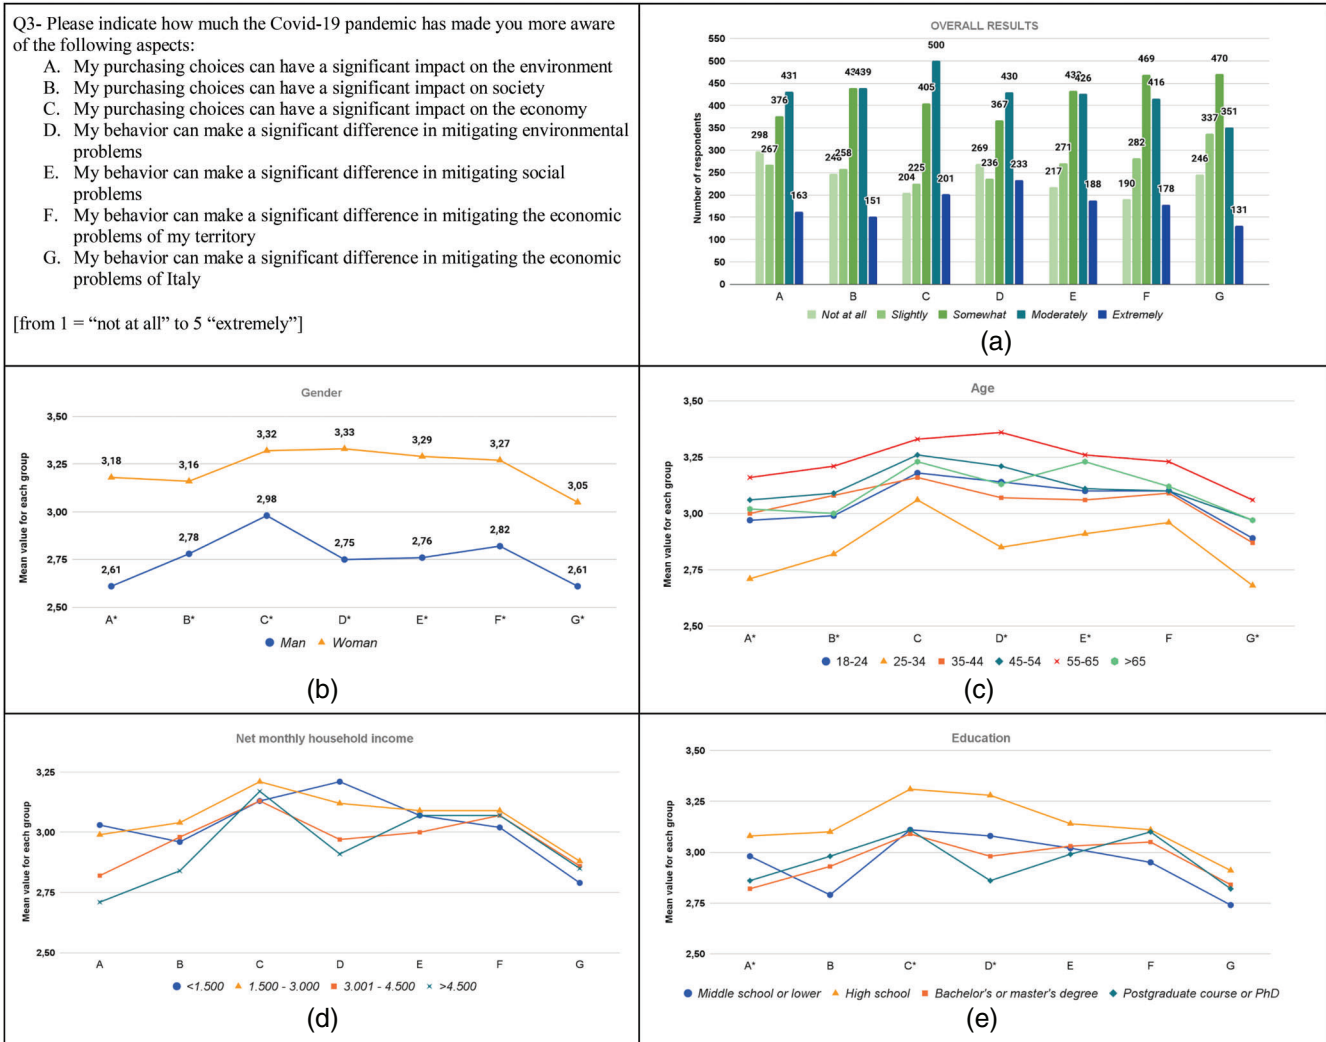 Q3- Please indicate how much the Covid-19 pandemic has made you more aware
of the following aspects:
A. My purchasing choices can have a significant impact on the environment
B. My purchasing choices can have a significant impact on society
C. My purchasing choices can have a significant impact on the economy
D. My behavior can make a significant difference in mitigating environmental
problems
E. My behavior can make a significant difference in mitigating social
problems
F. My behavior can make a significant difference in mitigating the economic
problems of my territory
G. My behavior can make a significant difference in mitigating the economic
problems of Italy
[from 1 = “not at all” to 5 “extremely”]
OVERALL RESULTS
Number of respondents
550
500
450
400
350
300
250
200
150
100
50
0
298 267 376 431 163
258 439 151
204 225 405 500 201
269 236 367 430 233
217 271 426 188
190 282 469 416 178
246 337 470 351 131
A B C D E F G
Not at all Slightly Somewhat Moderately Extremely
(a)
Gender
Mean value for each group
3,50
3,25
3,00
2,75
2,50
3,18 3,16 3,32 3,33 3,29 3,27 3,05
2,61 2,78 2,98 2,75 2,76 2,82 2,61
A* B* C* D* E* F* G*
Man Woman
(b)
Age
Mean value for each group
3,50
3,25
3,00
2,75
2,50
A* B* C D* E* F G*
18-24 25-34 35-44 45-54 55-65 >65
(c)
Net monthly household income
Mean value for each group
3,25
3,00
2,75
2,50
A B C D E F G
<1.500 1.500 - 3.000 3.001 - 4.500 >4.500
(d)
Education
Mean value for each group
3,50
3,25
3,00
2,75
2,50
A* B C* D* E F G
Middle school or lower High school Bachelor's or master's degree Postgraduate course or PhD
(e)